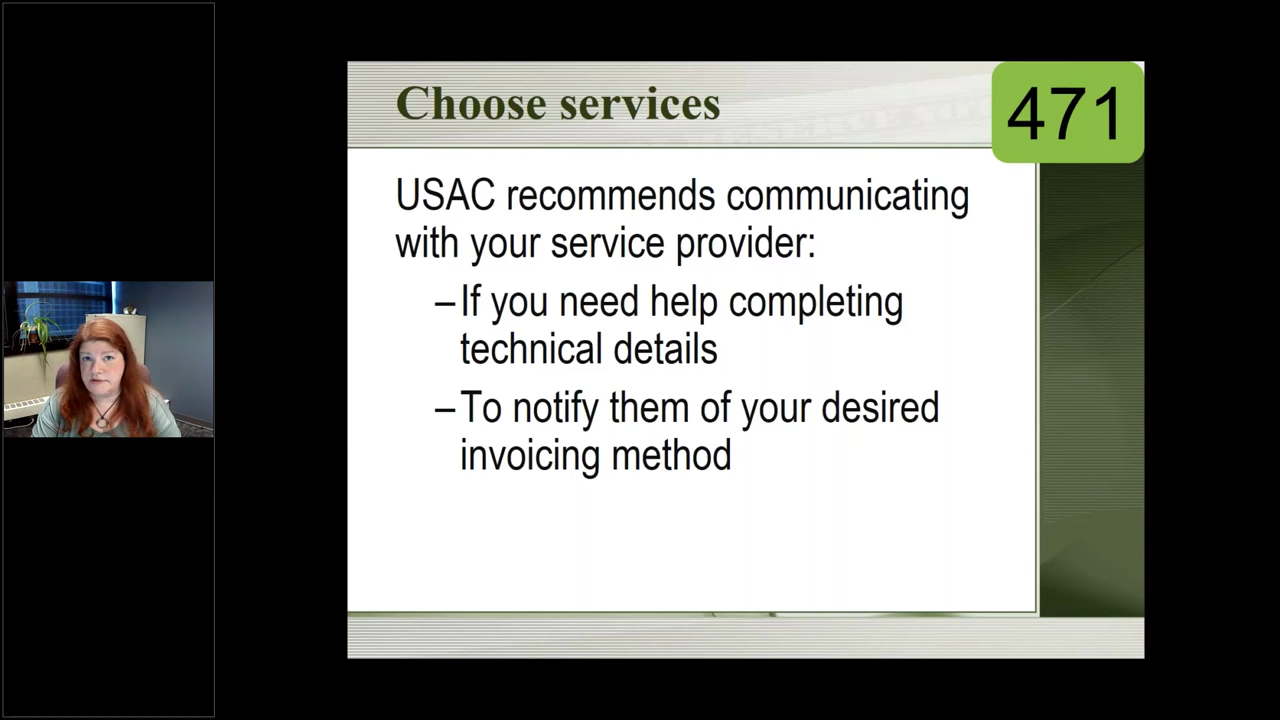 Choose services
471
USAC recommends communicating
with your service provider:
–If you need help completing
technical details
–To notify them of your desired
invoicing method